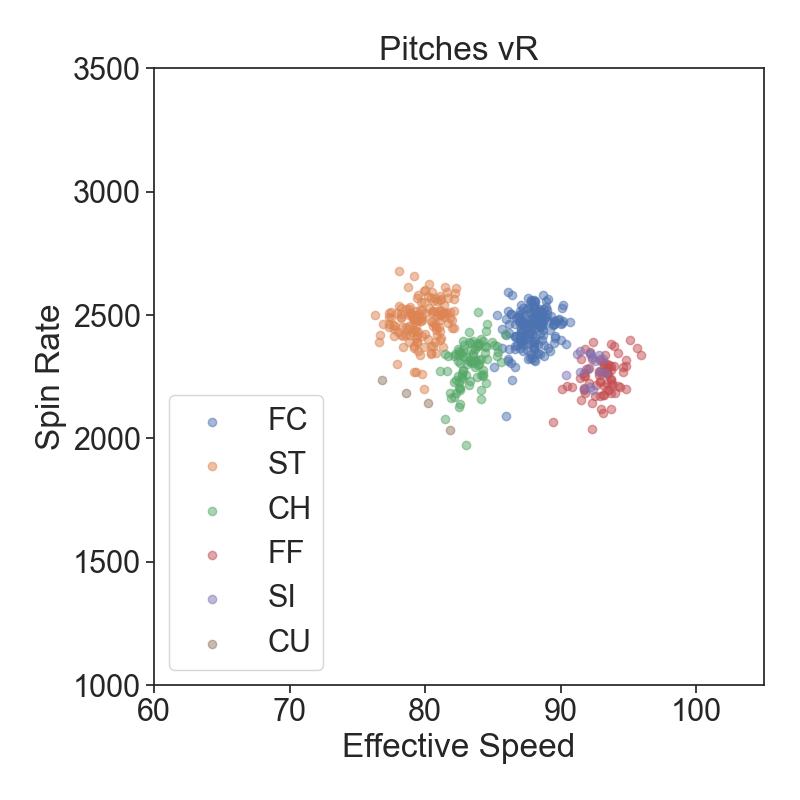 Pitches vR
3500
3000
2500
2000
1500
1000
Spin Rate
FC
ST
CH
FF
SI
CU
60 70 80 90 100
Effective Speed